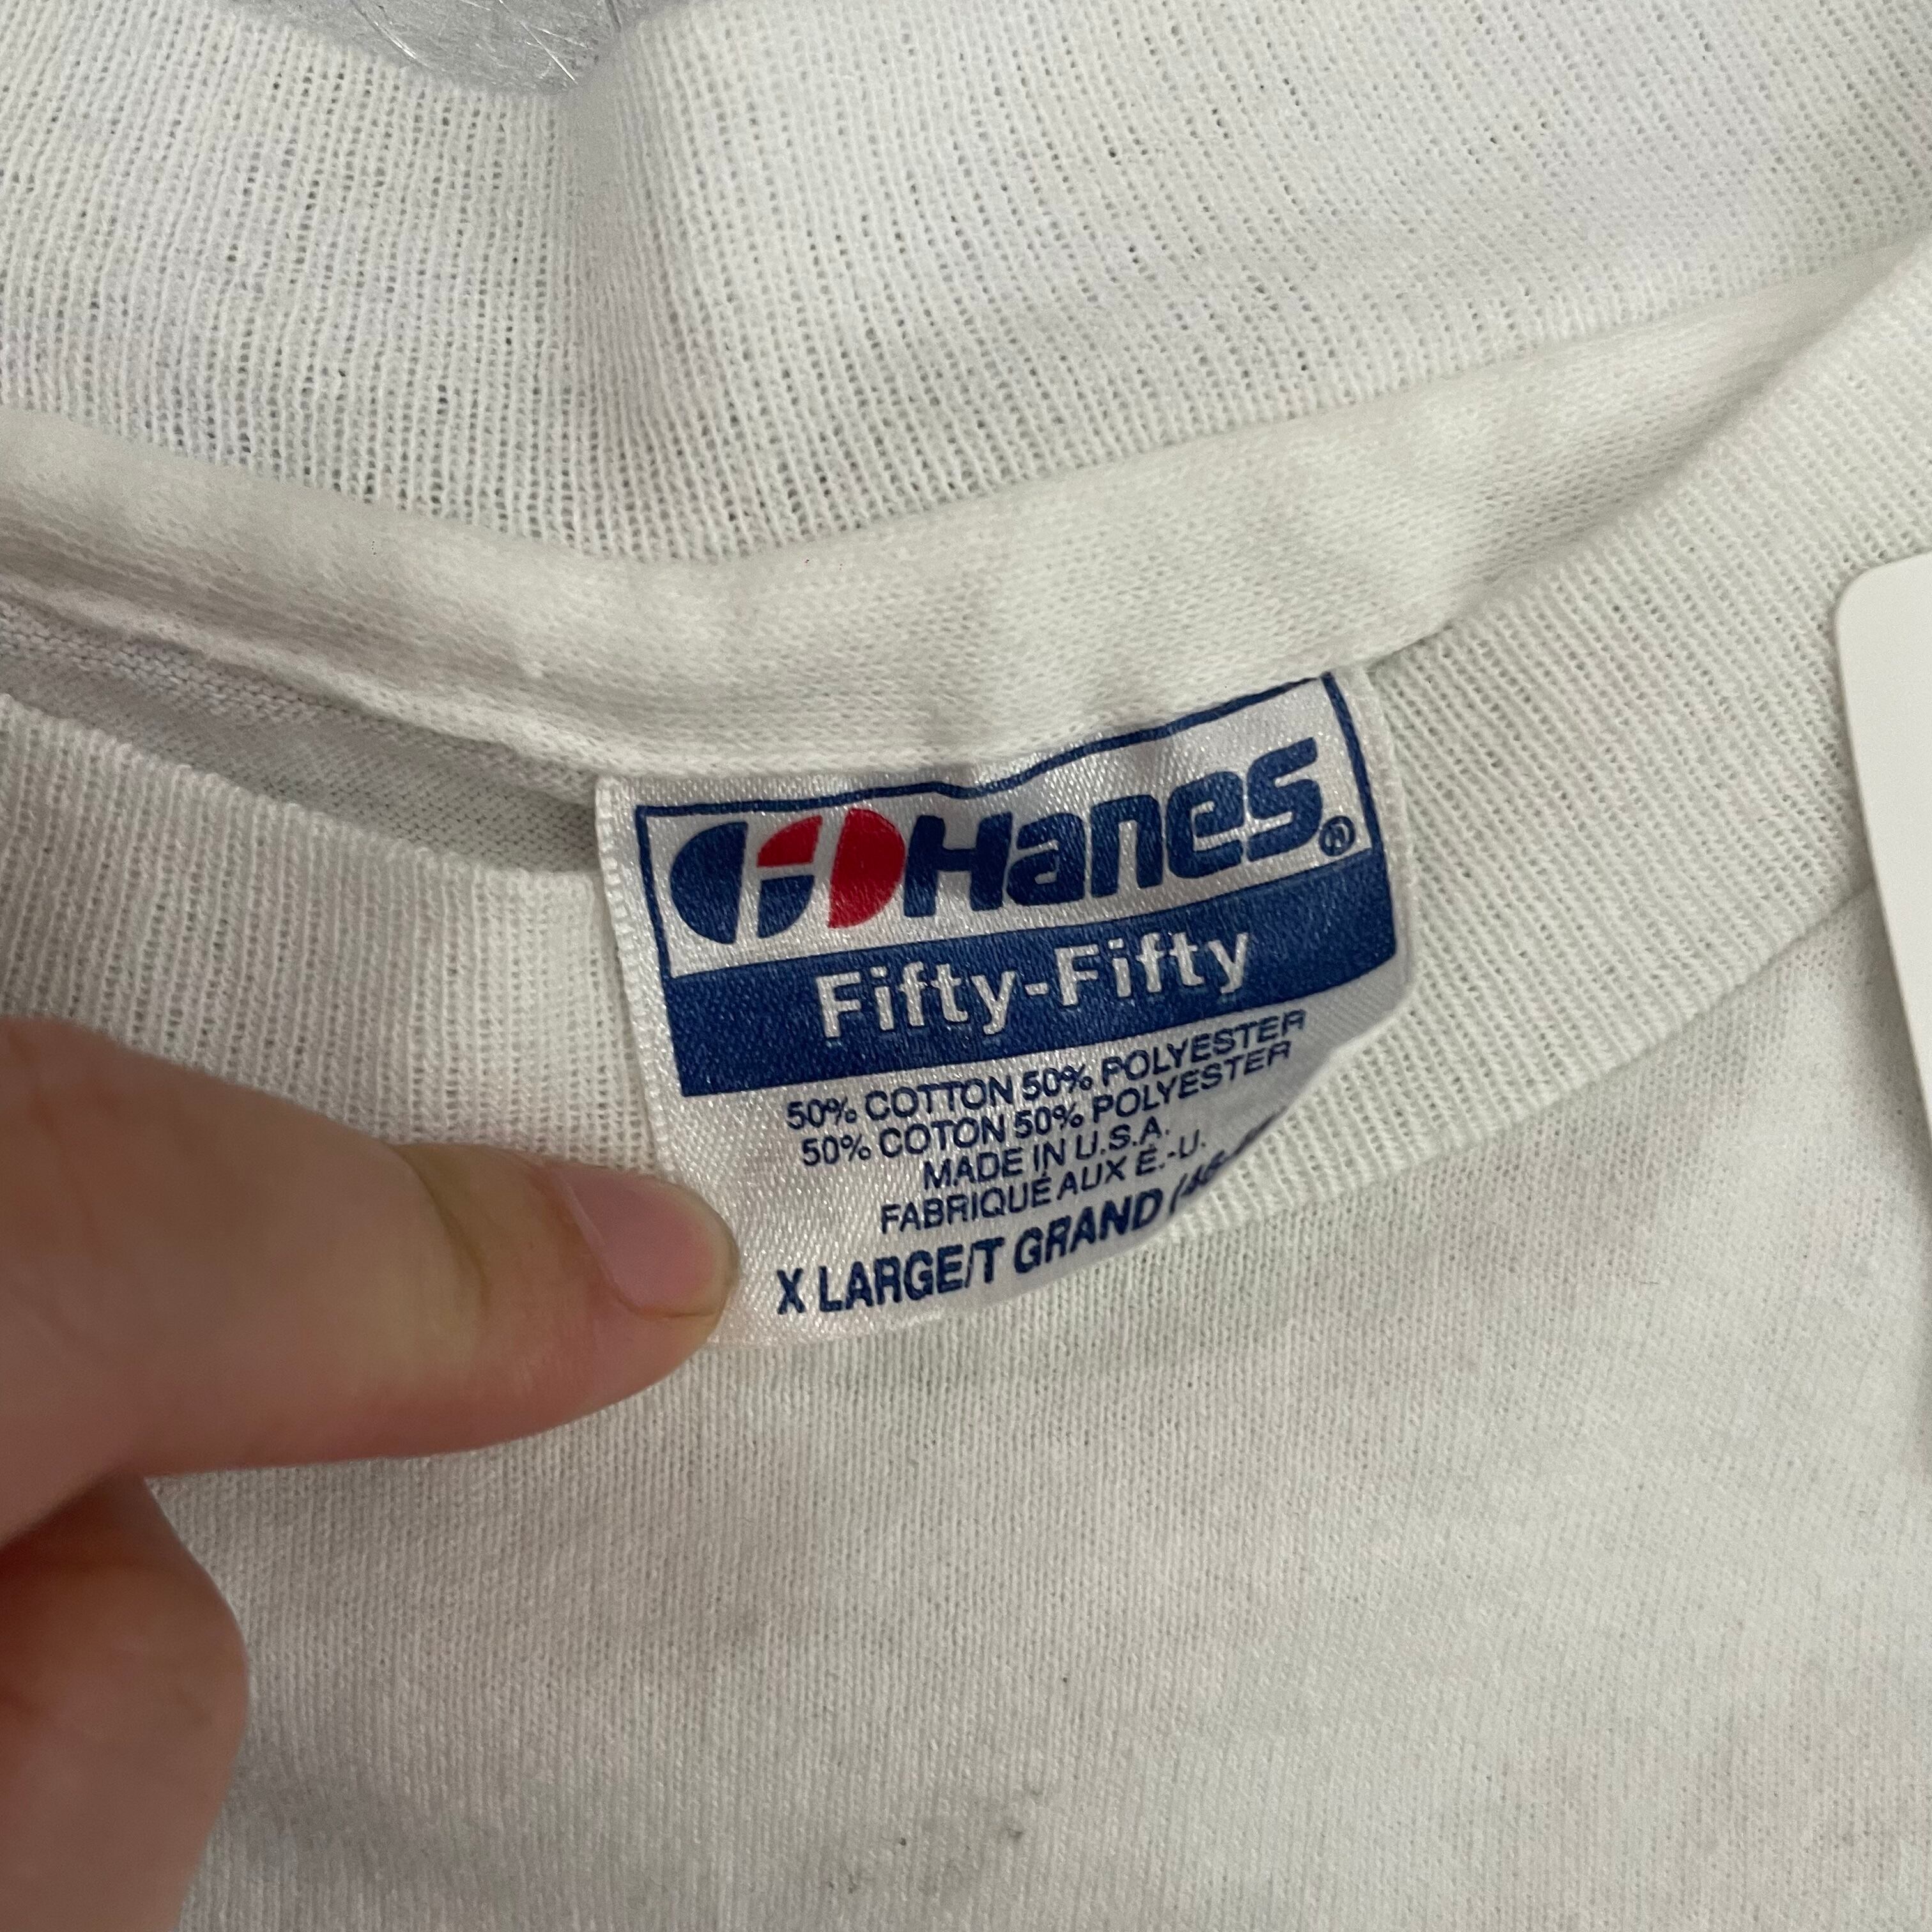 Hanes®
Fifty-Fifty
50% COTTON 50% POLYESTER
50% COTON 50% POLYESTER
MADE IN U.S.A.
FABRIQUÉ AUX É.-U.
X LARGE/T GRAND